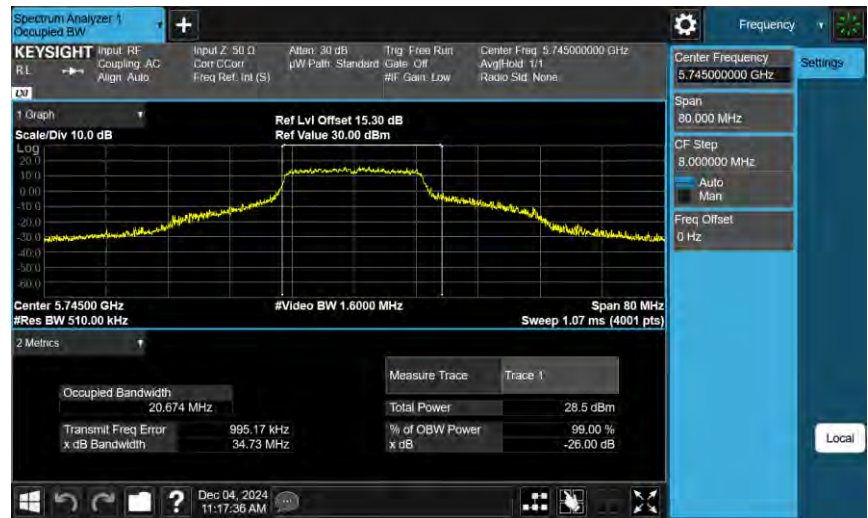 Spectrum Analyzer 1
Occupied BW
Frequency
KEYSIGHT
Input: RF
Input Z: 50 Ω
Atten: 30 dB
Trig: Free Run
Center Freq: 5.745000000 GHz
RL
Coupling: AC
Corr CCorr
µW Path: Standard
Gate: Off
Avg|Hold: 1/1
Align: Auto
Freq Ref: Int (S)
#IF Gain: Low
Radio Std: None
LXI
Center Frequency
5.745000000 GHz
Settings
Span
80.000 MHz
CF Step
8.000000 MHz
Auto
Man
Freq Offset
0 Hz
1 Graph
Ref Lvl Offset 15.30 dB
Scale/Div 10.0 dB
Ref Value 30.00 dBm
Log
20.0
10.0
0.00
-10.0
-20.0
-30.0
-40.0
-50.0
-60.0
Center 5.74500 GHz
#Video BW 1.6000 MHz
Span 80 MHz
#Res BW 510.00 kHz
Sweep 1.07 ms (4001 pts)
2 Metrics
Measure Trace
Trace 1
Occupied Bandwidth
20.674 MHz
Total Power
28.5 dBm
Transmit Freq Error
995.17 kHz
% of OBW Power
99.00 %
x dB Bandwidth
34.73 MHz
x dB
-26.00 dB
Local
?
Dec 04, 2024
11:17:36 AM